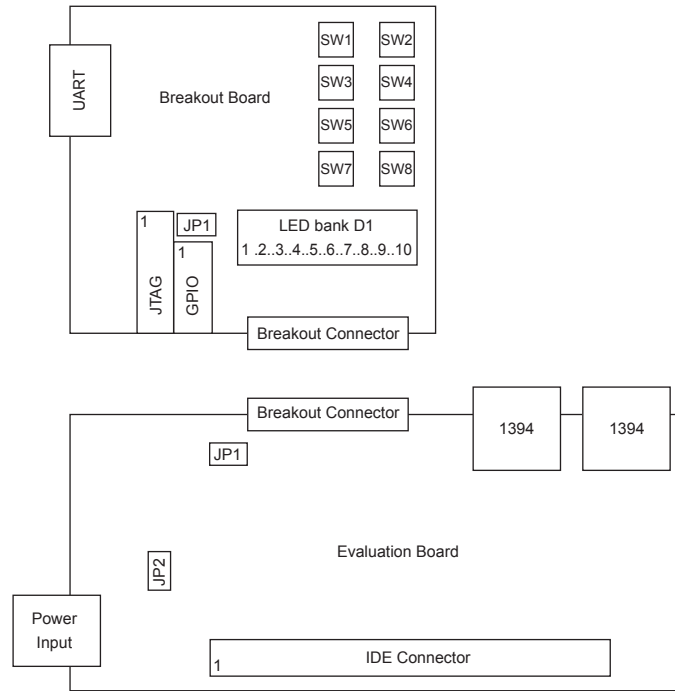 SW1 SW2
UART
Breakout Board
SW3 SW4
SW5 SW6
SW7 SW8
1 JP1
LED bank D1
1 .2..3..4..5..6..7..8..9..10
1
JTAG
GPIO
Breakout Connector
Breakout Connector
1394 1394
JP1
Evaluation Board
JP2
Power
Input
1 IDE Connector